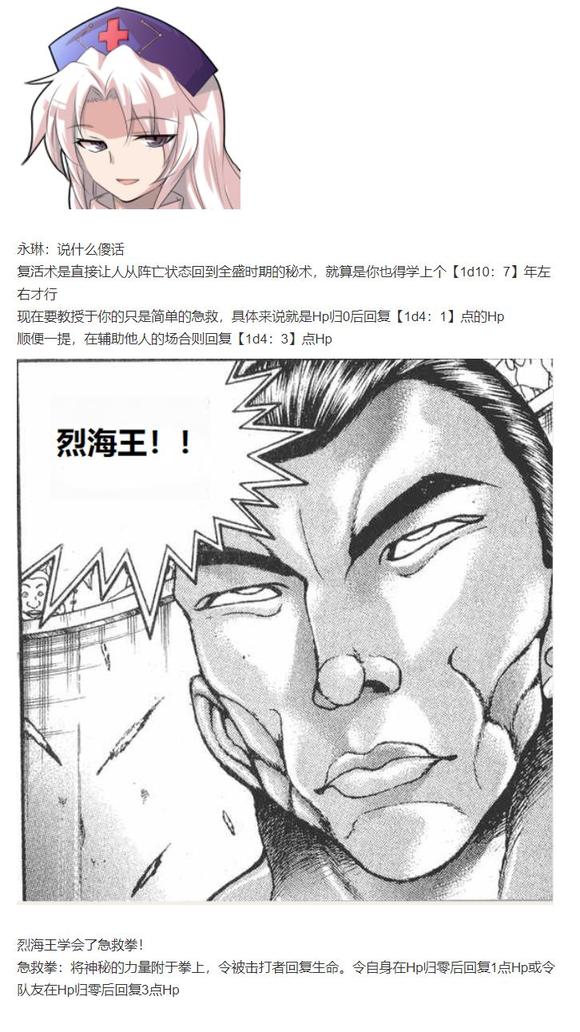 永琳：说什么傻话
复活术是直接让人从阵亡状态回到全盛时期的秘术，就算是你也得学上个【1d10：7】年左
右才行
现在要教授于你的只是简单的急救，具体来说就是Hp归0后回复【1d4：1】点的Hp
顺便一提，在辅助他人的场合则回复【1d4：3】点Hp
烈海王！！
烈海王学会了急救拳！
急救拳：将神秘的力量附于拳上，令被击打者回复生命。令自身在Hp归零后回复1点Hp或令
队友在Hp归零后回复3点Hp